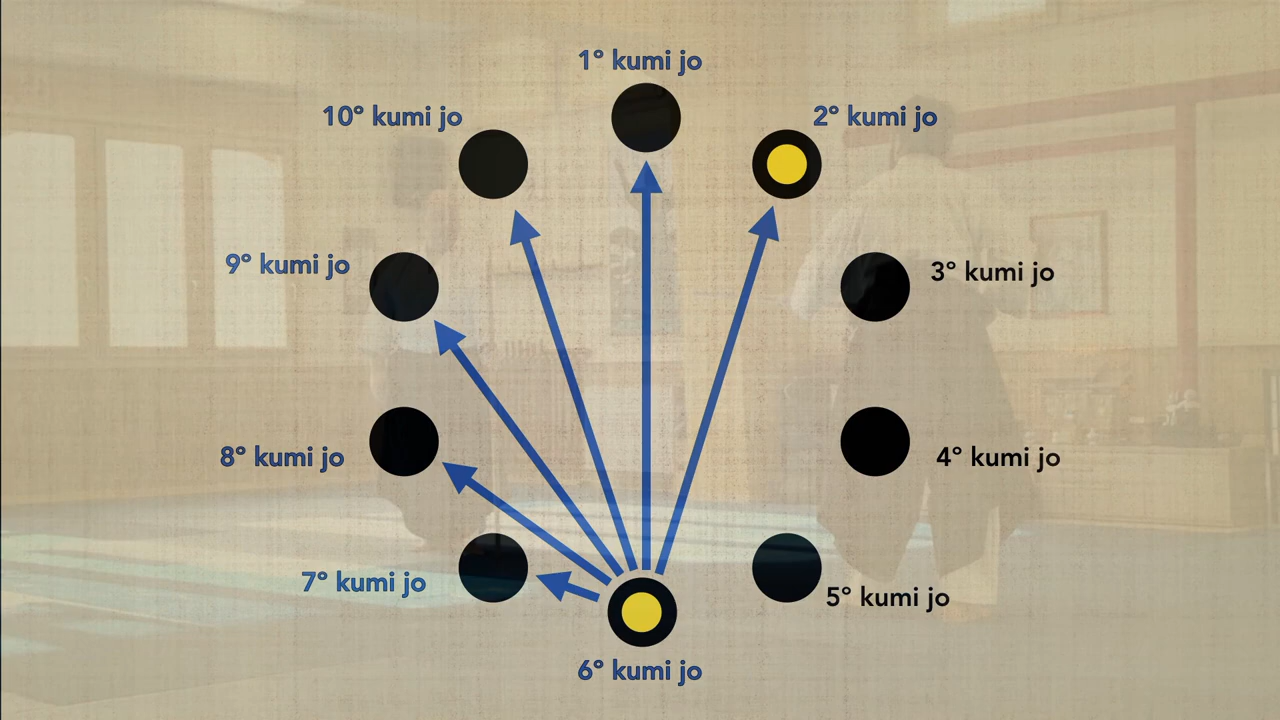 1° kumi jo
10° kumi jo
2° kumi jo
9° kumi jo
3° kumi jo
8° kumi jo
4° kumi jo
7° kumi jo
5° kumi jo
6° kumi jo